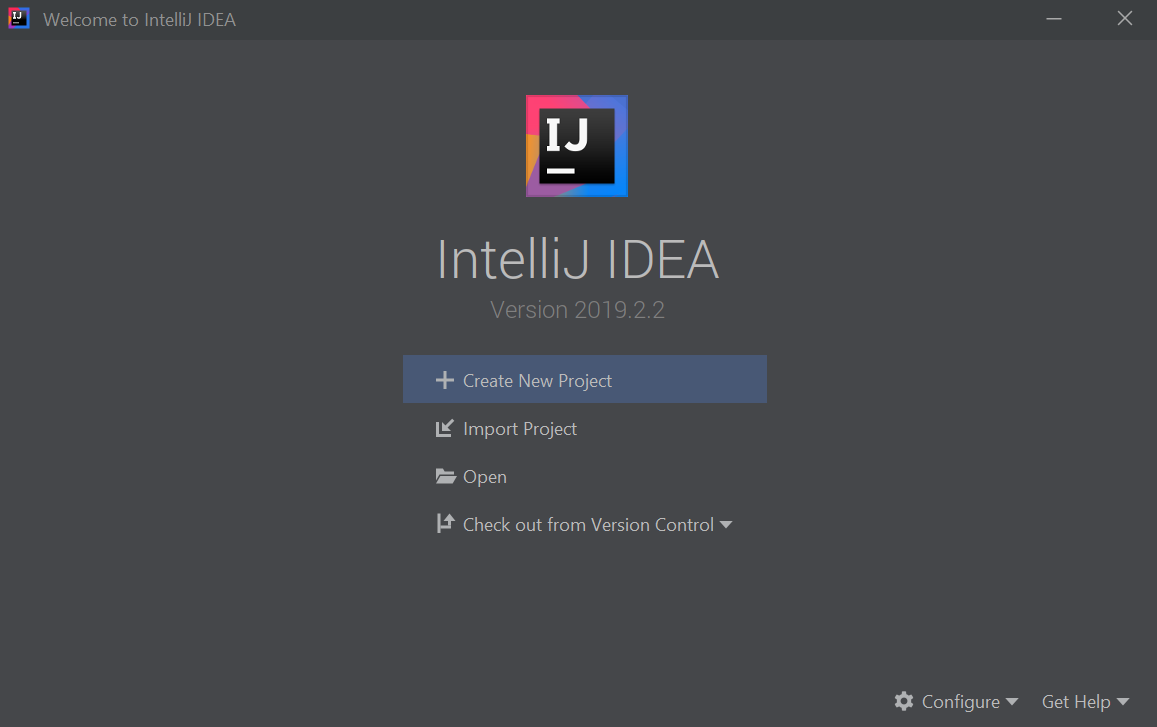 Welcome to IntelliJ IDEA
IJ
IntelliJ IDEA
Version 2019.2.2
Create New Project
Import Project
Open
Check out from Version Control
Configure
Get Help